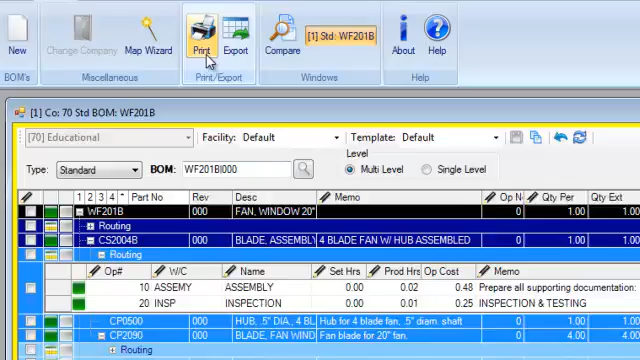 New Change Company Map Wizard Print Export Compare [1] Std: WF201B About Help
BOM's Miscellaneous Print/Export Windows Help
[1] Co: 70 Std BOM: WF201B
[70] Educational Facility: Default Template: Default
Level
Type: Standard BOM: WF201B\000 Multi Level Single Level
1 2 3 4 * Part No Rev Desc Memo Op N Qty Per Qty Ext
WF201B 000 FAN, WINDOW 20" 0 1.00 1.00
Routing
CS2004B 000 BLADE, ASSEMBLY 4 BLADE FAN W/ HUB ASSEMBLED 0 1.00 1.00
Routing
Op# W/C Name Set Hrs Prod Hrs Op Cost Memo
10 ASSEMY ASSEMBLY 0.00 0.02 0.48 Prepare all supporting documentation:
20 INSP INSPECTION 0.00 0.01 0.25 INSPECTION & TESTING
CP0500 000 HUB, .5" DIA., 4 BL Hub for 4 blade fan, .5" diam. shaft 0 1.00 1.00
CP2090 000 BLADE, FAN WIND Blade for 20" fan. 0 4.00 4.00
Routing